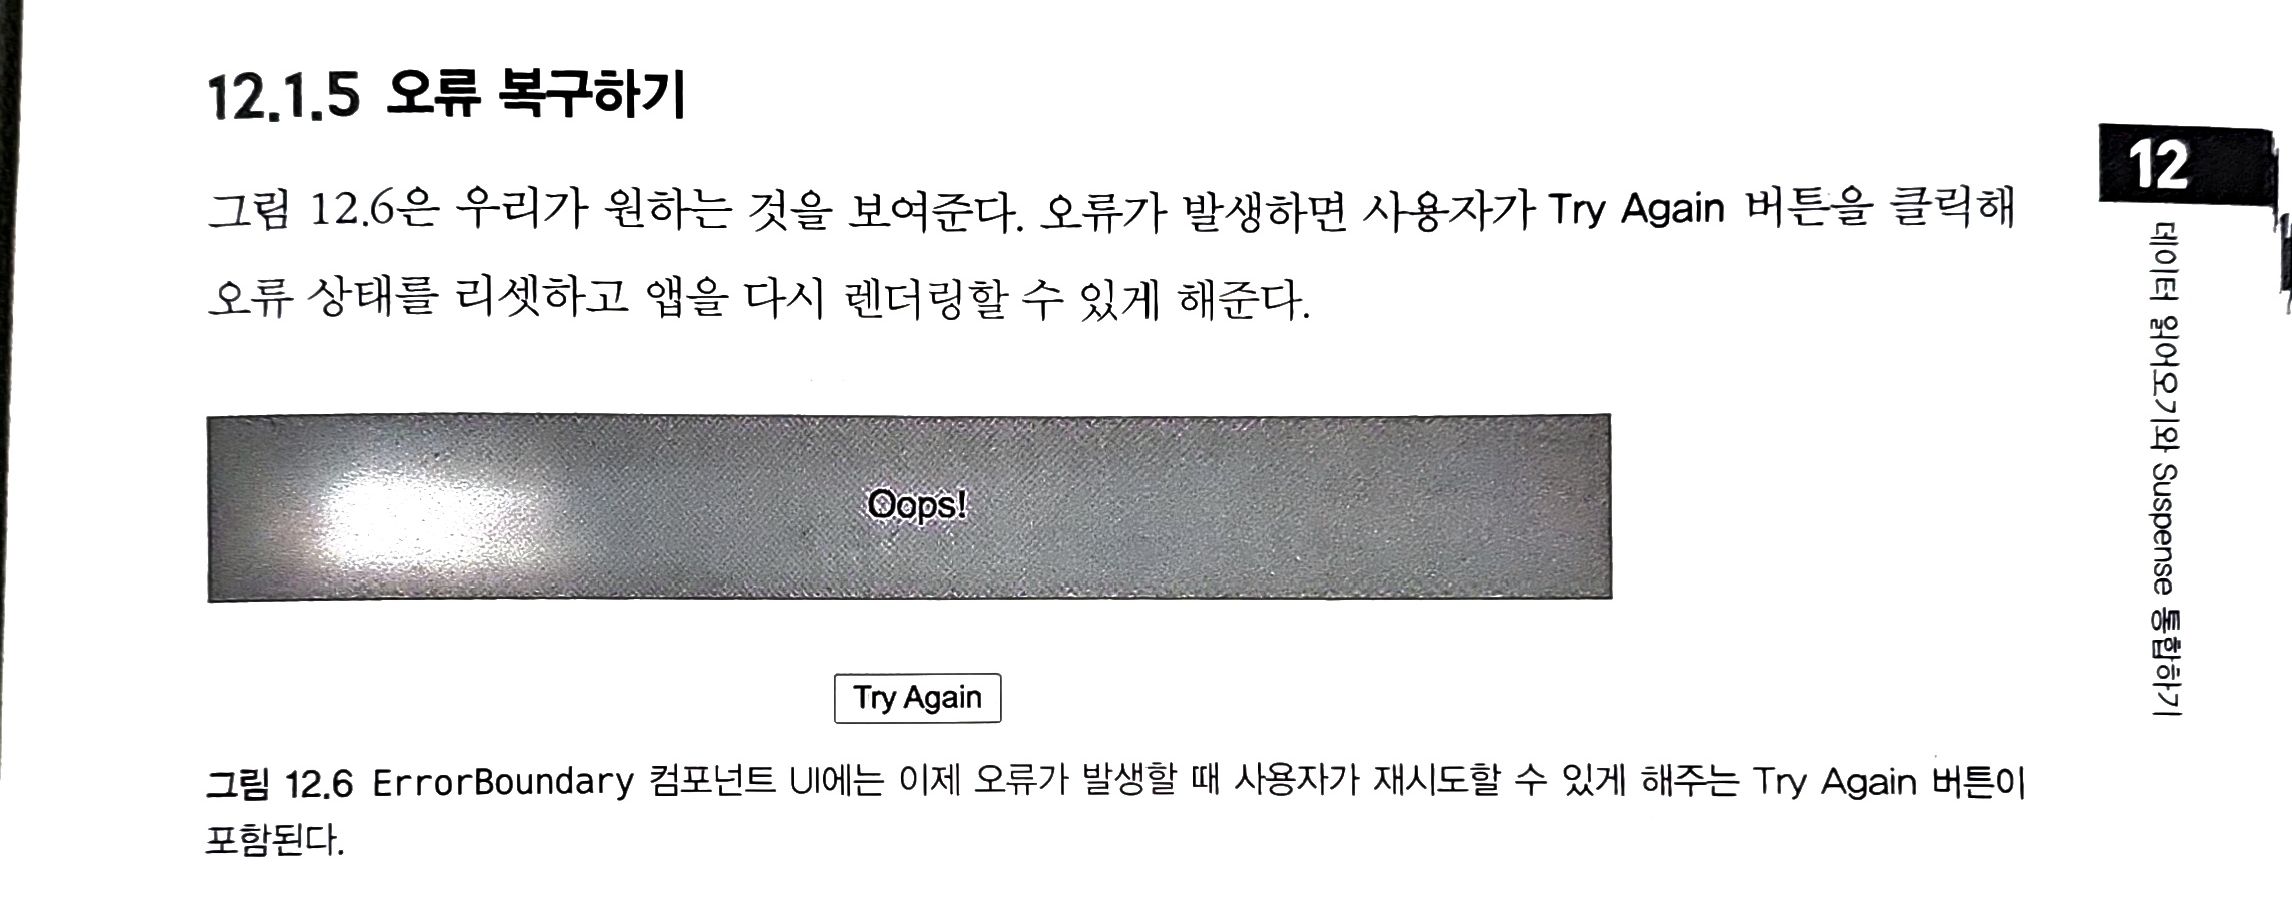 12.1.5 오류 복구하기
그림 12.6은 우리가 원하는 것을 보여준다. 오류가 발생하면 사용자가 Try Again 버튼을 클릭해
오류 상태를 리셋하고 앱을 다시 렌더링할 수 있게 해준다.
Oops!
Try Again
그림 12.6 ErrorBoundary 컴포넌트 UI에는 이제 오류가 발생할 때 사용자가 재시도할 수 있게 해주는 Try Again 버튼이
포함된다.
12
데이터 읽어오기와 Suspense 통합하기